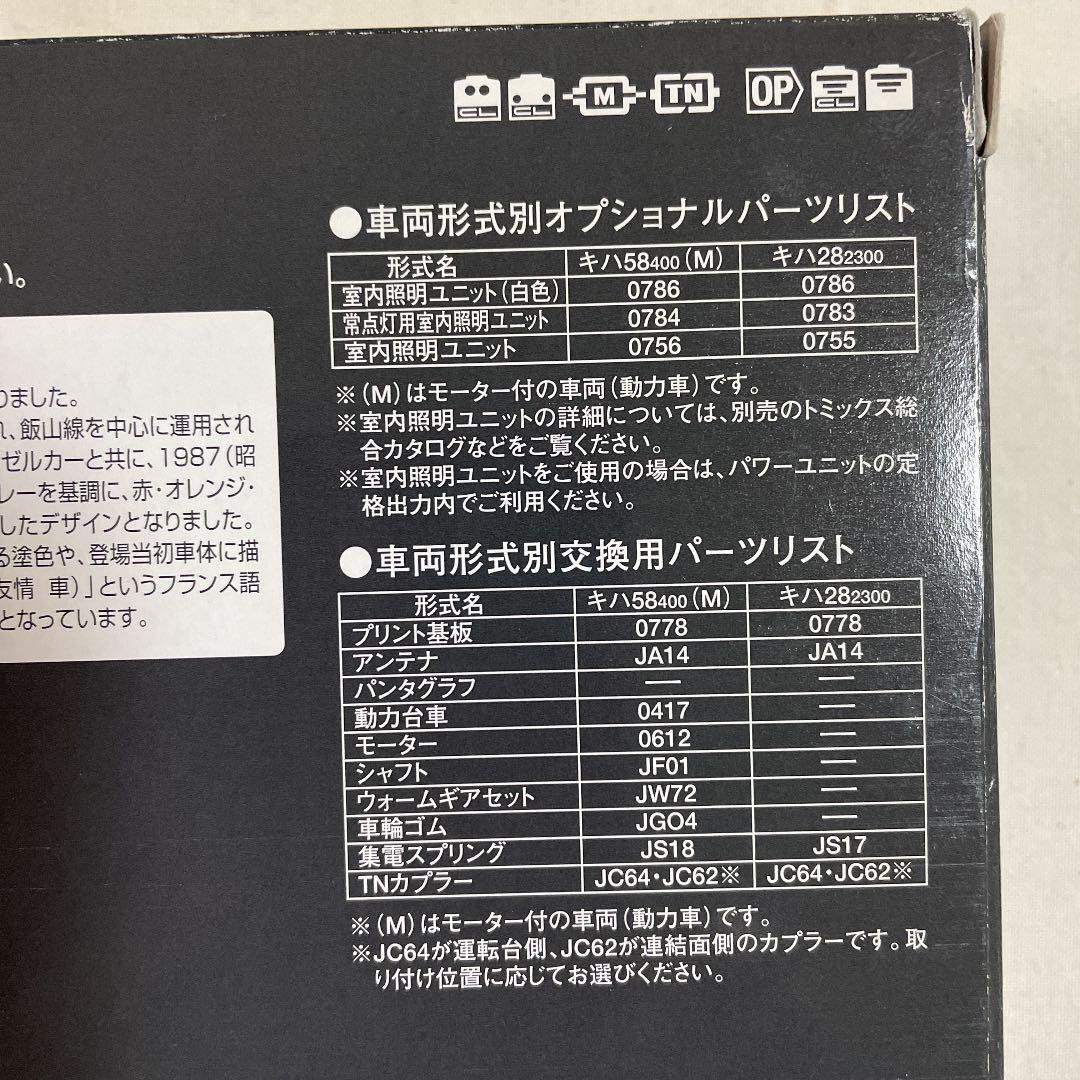 CL CL M TN OP CL
●車両形式別オプショナルパーツリスト
形式名 キハ58400(M) キハ282300
室内照明ユニット(白色) 0786 0786
常点灯用室内照明ユニット 0784 0783
室内照明ユニット 0756 0755
※(M)はモーター付の車両(動力車)です。
※室内照明ユニットの詳細については、別売のトミックス総
合カタログなどをご覧ください。
※室内照明ユニットをご使用の場合は、パワーユニットの定
格出力内でご利用ください。
●車両形式別交換用パーツリスト
形式名 キハ58400(M) キハ282300
プリント基板 0778 0778
アンテナ JA14 JA14
パンタグラフ ― ―
動力台車 0417 ―
モーター 0612 ―
シャフト JF01 ―
ウォームギアセット JW72 ―
車輪ゴム JGO4 ―
集電スプリング JS18 JS17
TNカプラー JC64・JC62※ JC64・JC62※
※(M)はモーター付の車両(動力車)です。
※JC64が運転台側、JC62が連結面側のカプラーです。取
り付け位置に応じてお選びください。
い。
りました。
れ、飯山線を中心に運用され
ゼルカーと共に、1987(昭
レーを基調に、赤・オレンジ・
したデザインとなりました。
る塗色や、登場当初車体に描
友情 車)」というフランス語
となっています。